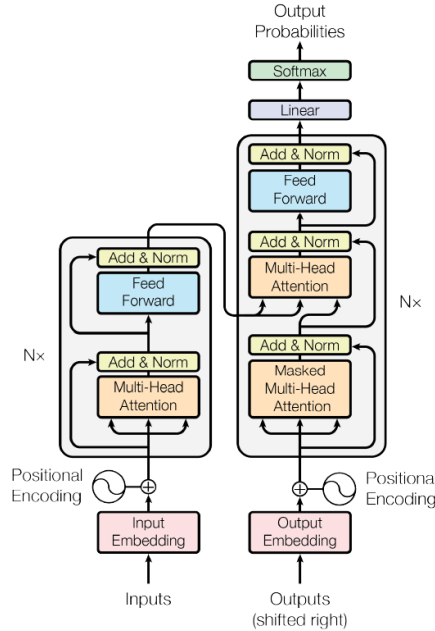 Output
Probabilities
Softmax
Linear
Add & Norm
Feed
Forward
Add & Norm
Multi-Head
Attention
Add & Norm
Masked
Multi-Head
Attention
N×
Add & Norm
Feed
Forward
N×
Add & Norm
Multi-Head
Attention
Positional
Encoding
Positional
Encoding
Input
Embedding
Output
Embedding
Inputs
Outputs
(shifted right)